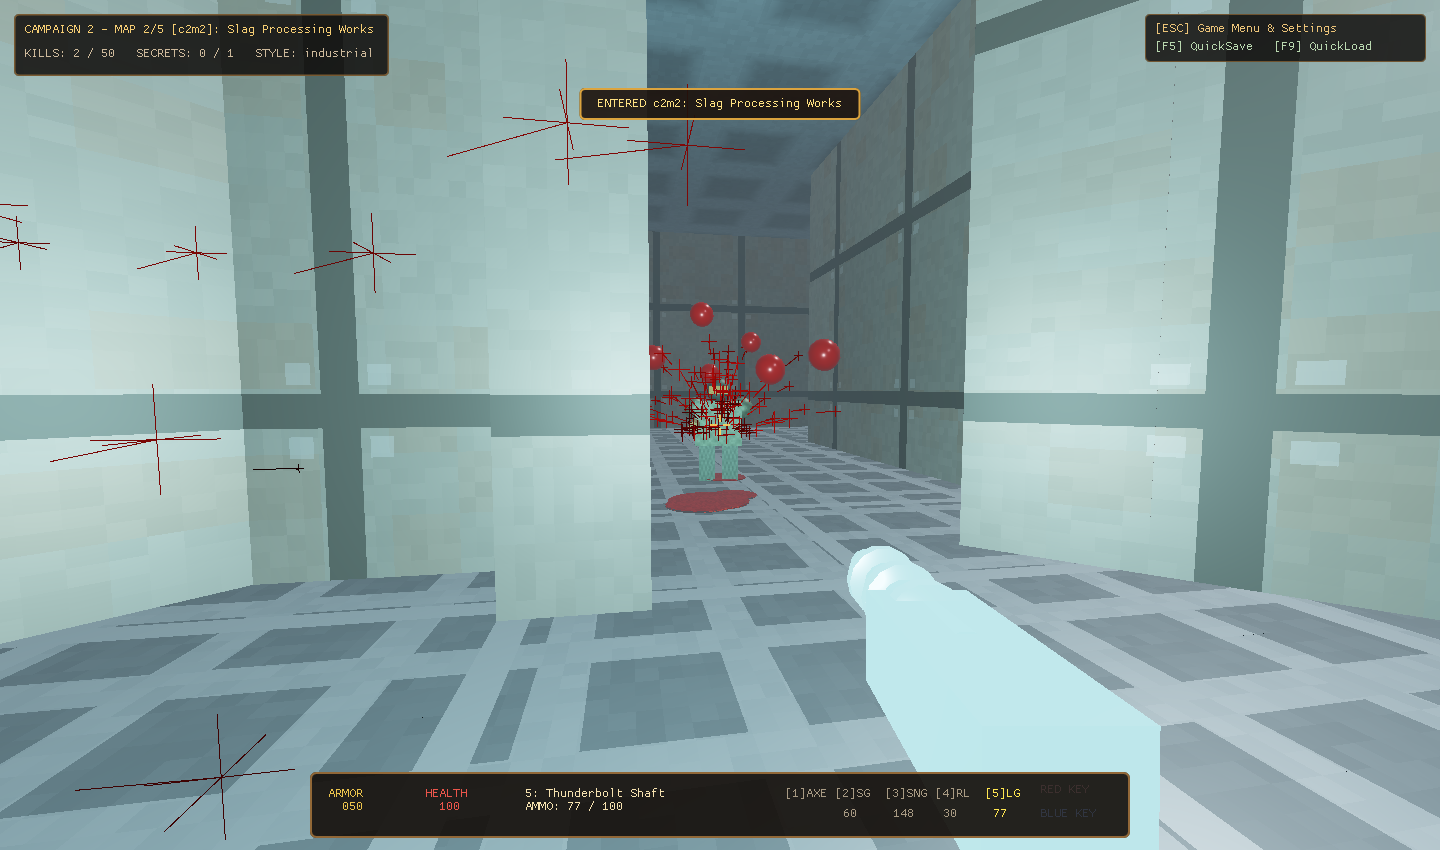 CAMPAIGN 2 - MAP 2/5 [c2m2]: Slag Processing Works
KILLS: 2 / 50 SECRETS: 0 / 1 STYLE: industrial
[ESC] Game Menu & Settings
[F5] QuickSave [F9] QuickLoad
ENTERED c2m2: Slag Processing Works
ARMOR HEALTH 5: Thunderbolt Shaft [1]AXE [2]SG [3]SNG [4]RL [5]LG RED KEY
050 100 AMMO: 77 / 100 60 148 30 77 BLUE KEY